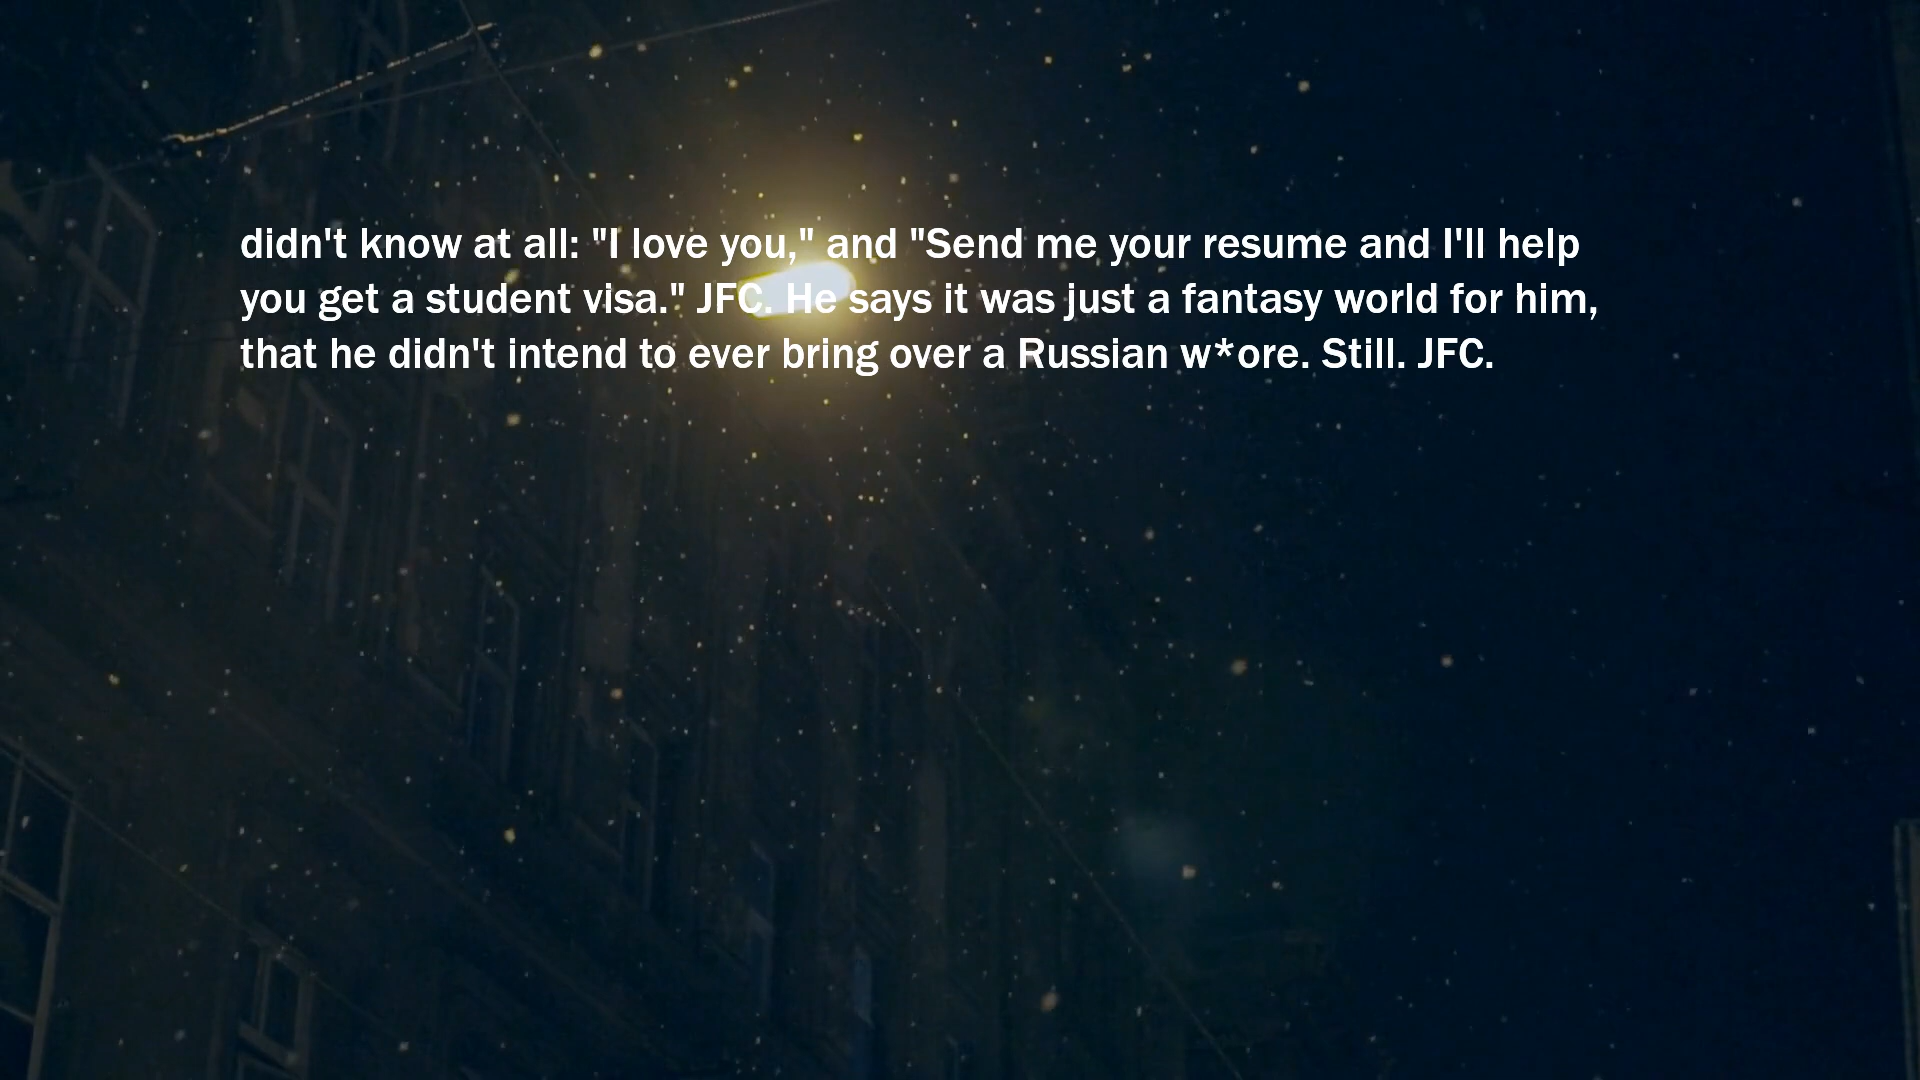 didn't know at all: "I love you," and "Send me your resume and I'll help
you get a student visa." JFC. He says it was just a fantasy world for him,
that he didn't intend to ever bring over a Russian w*ore. Still. JFC.